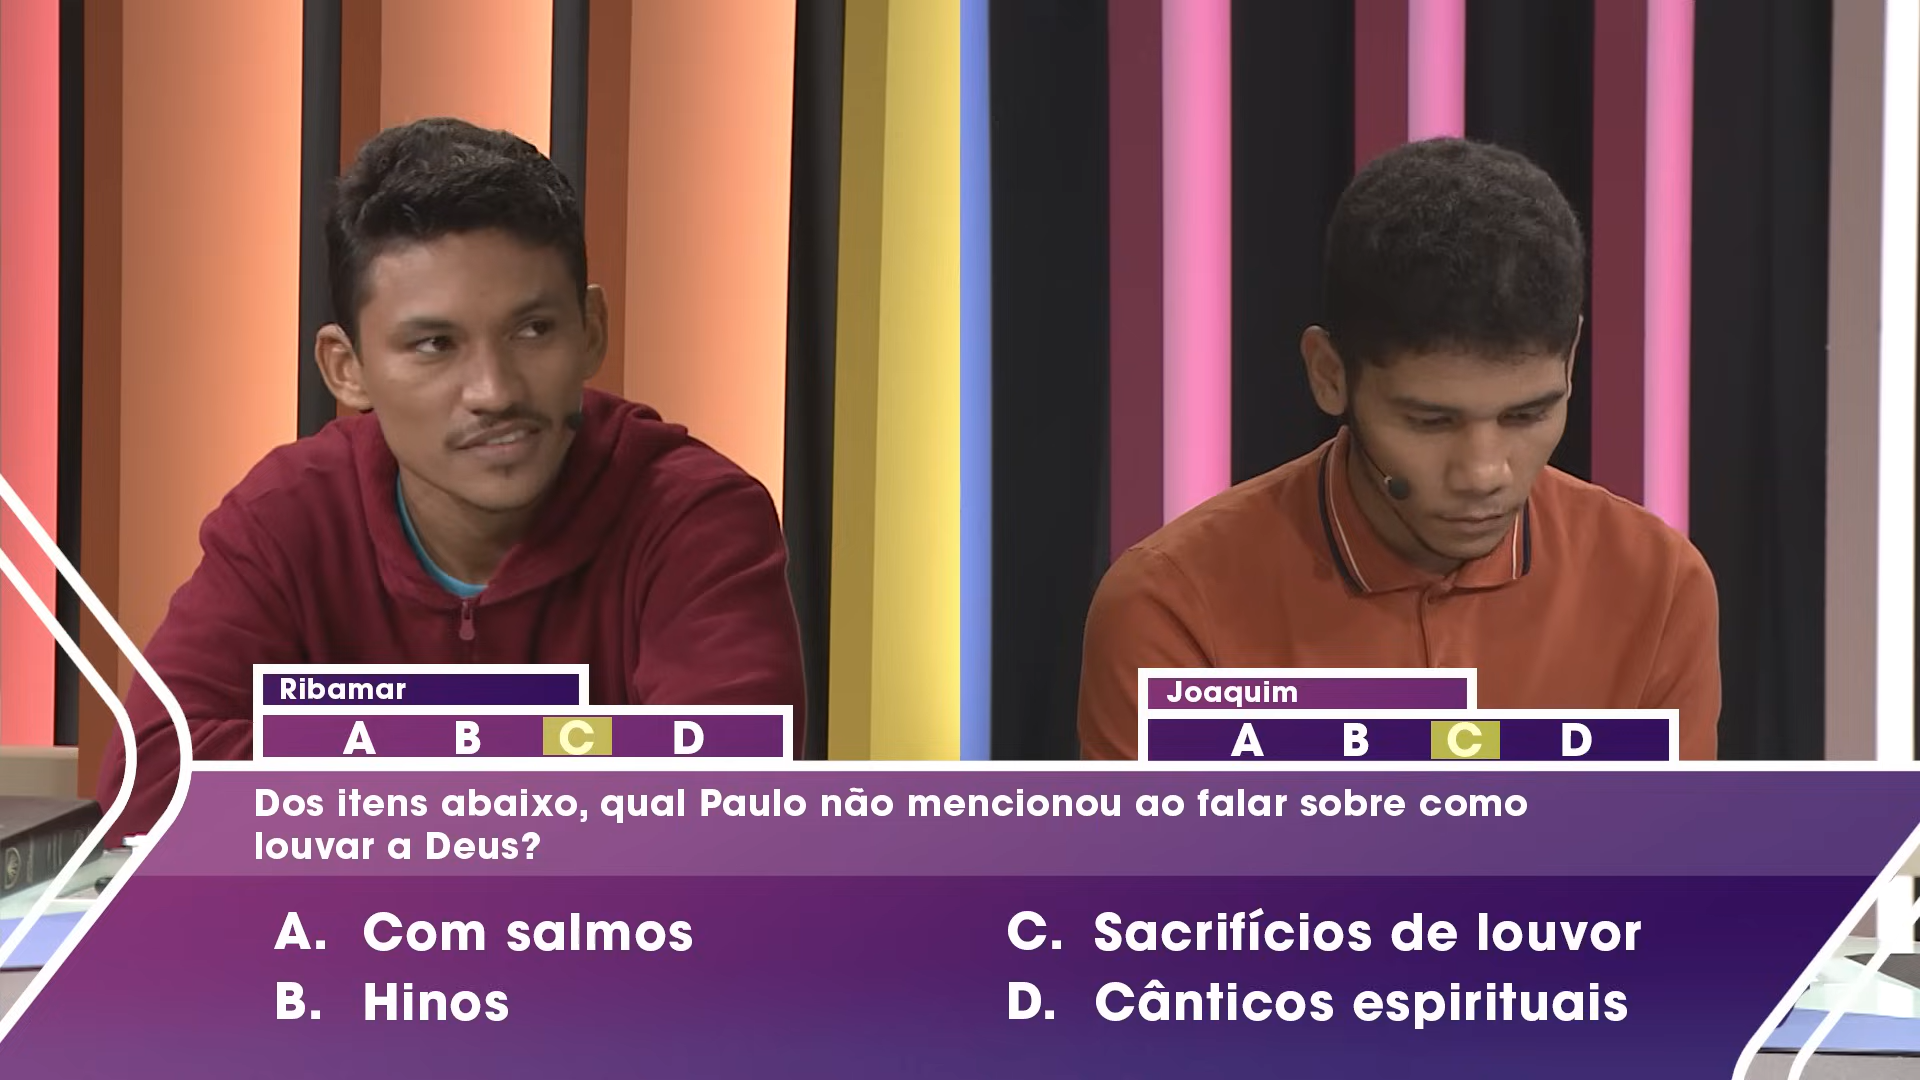 Ribamar
A B C D
Joaquim
A B C D
Dos itens abaixo, qual Paulo não mencionou ao falar sobre como
louvar a Deus?
A. Com salmos
B. Hinos
C. Sacrifícios de louvor
D. Cânticos espirituais